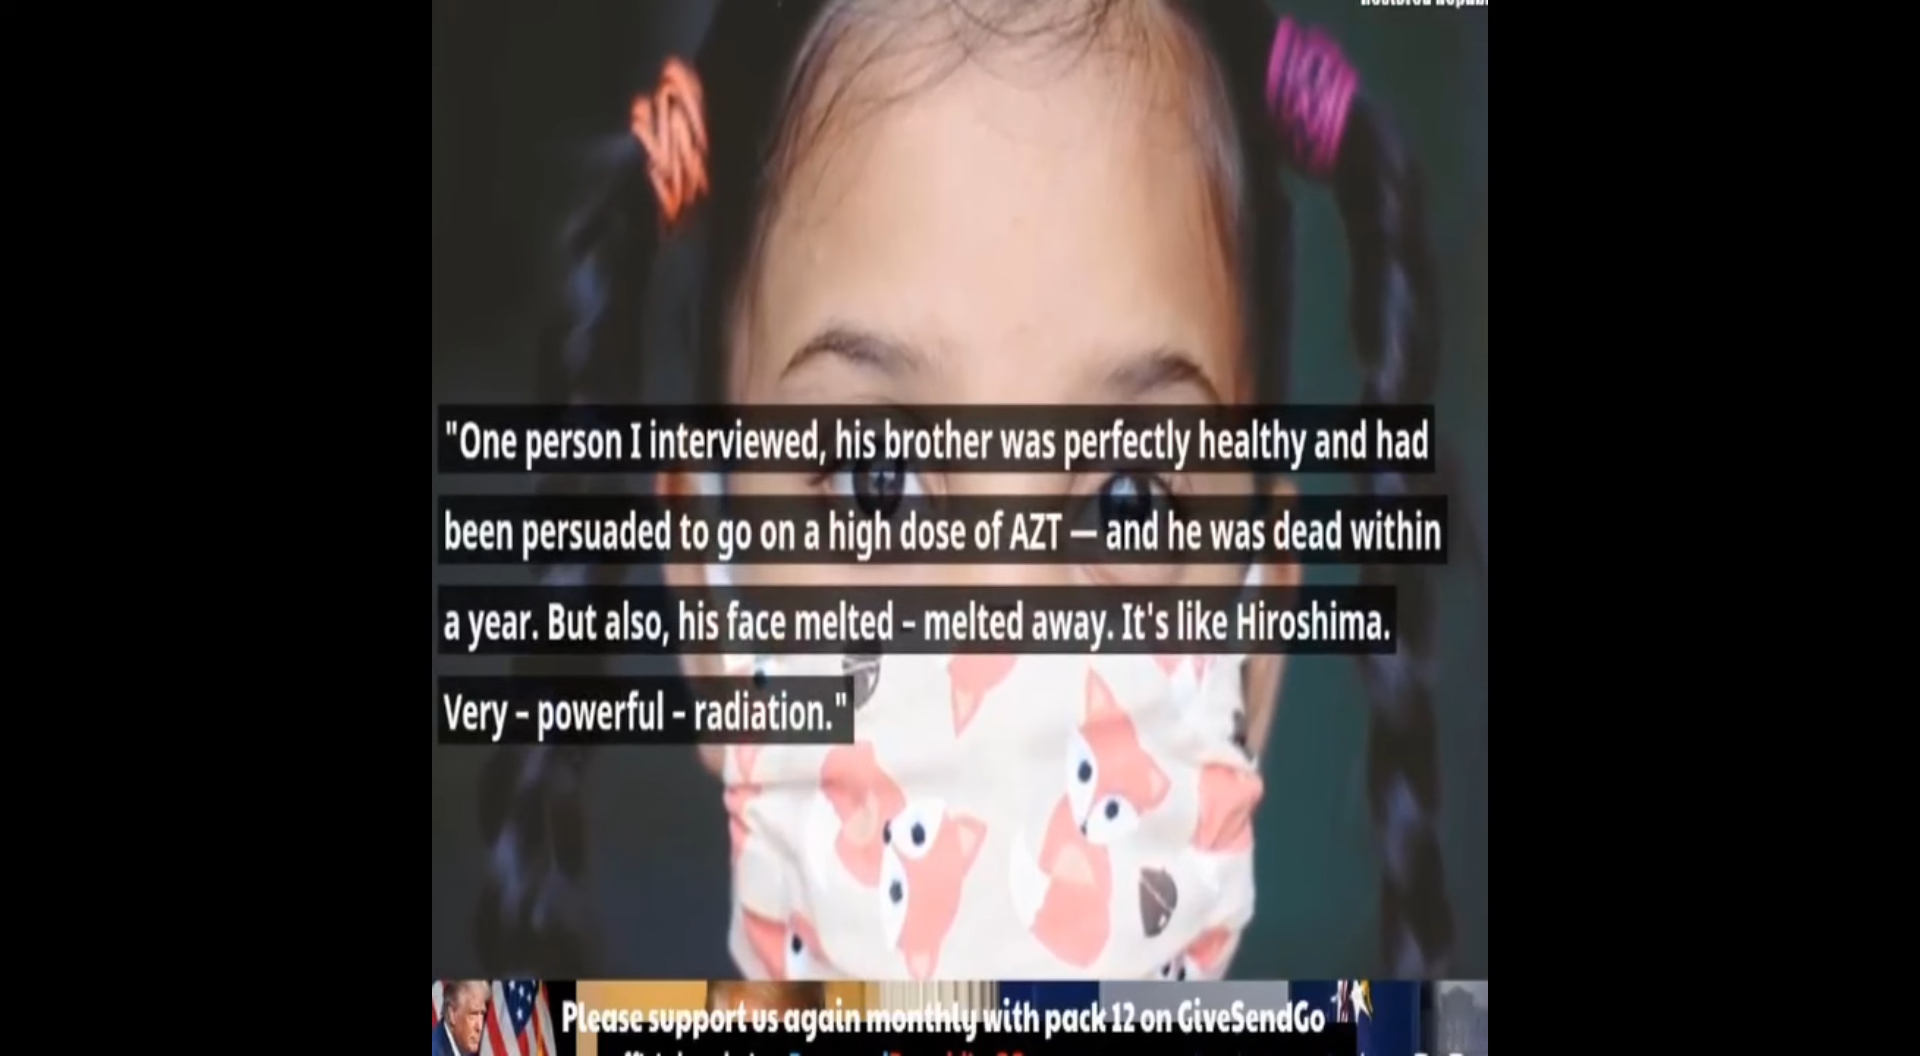 "One person I interviewed, his brother was perfectly healthy and had
been persuaded to go on a high dose of AZT — and he was dead within
a year. But also, his face melted – melted away. It's like Hiroshima.
Very – powerful – radiation."
Please support us again monthly with pack 12 on GiveSendGo